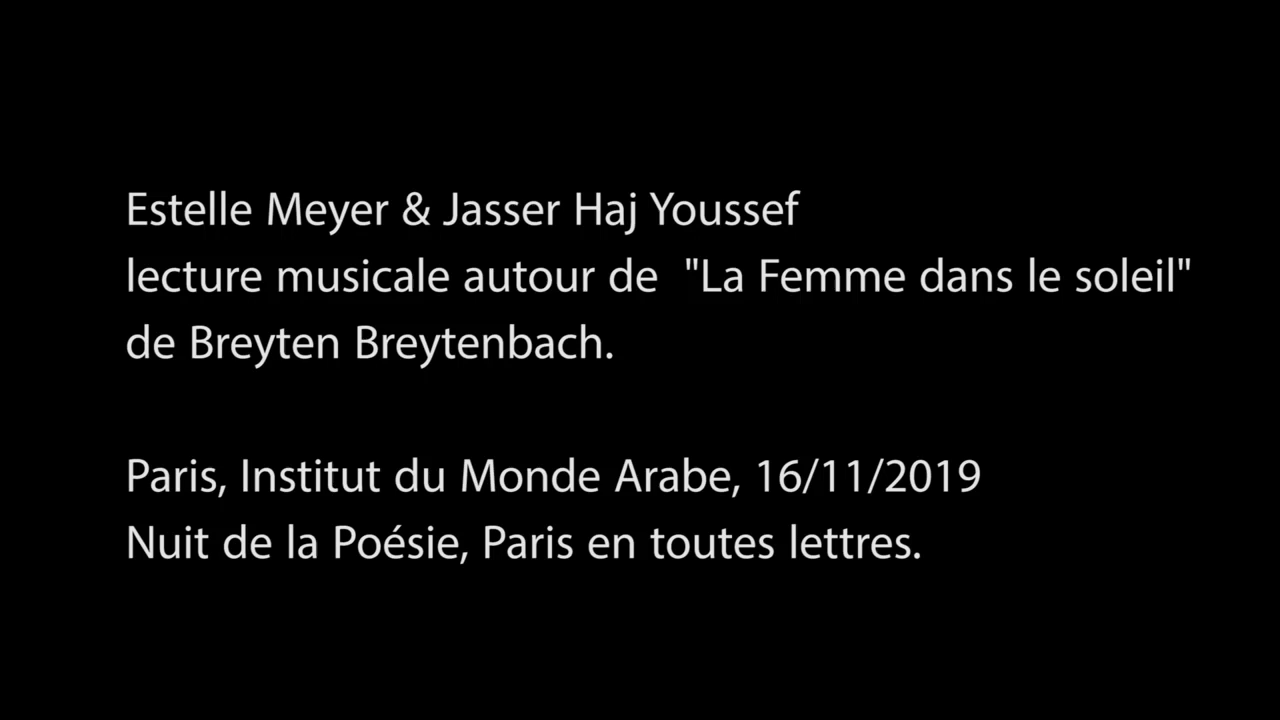 Estelle Meyer & Jasser Haj Youssef
lecture musicale autour de  "La Femme dans le soleil"
de Breyten Breytenbach.
Paris, Institut du Monde Arabe, 16/11/2019
Nuit de la Poésie, Paris en toutes lettres.